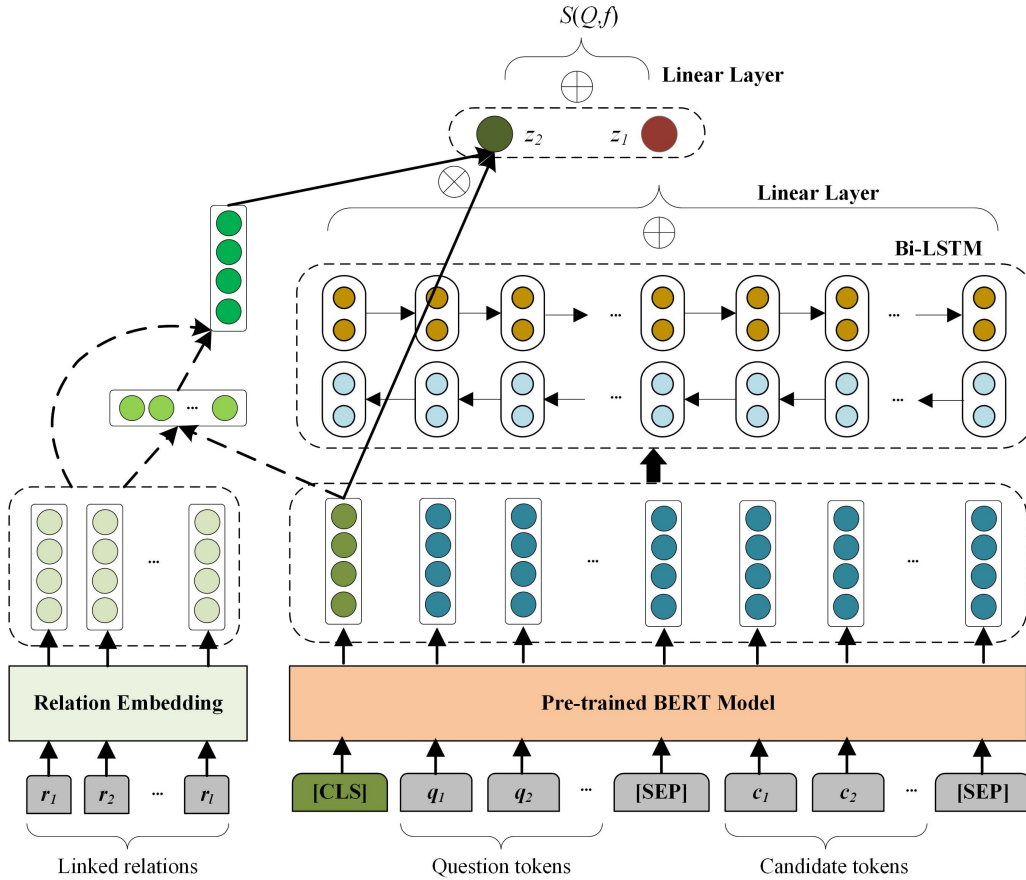 S(Q,f)
Linear Layer
z2 z1
Linear Layer
Bi-LSTM
... ...
... ...
...
... ... ...
Relation Embedding
Pre-trained BERT Model
r1 r2 ... rl
[CLS] q1 q2 ... [SEP] c1 c2 ... [SEP]
Linked relations
Question tokens
Candidate tokens